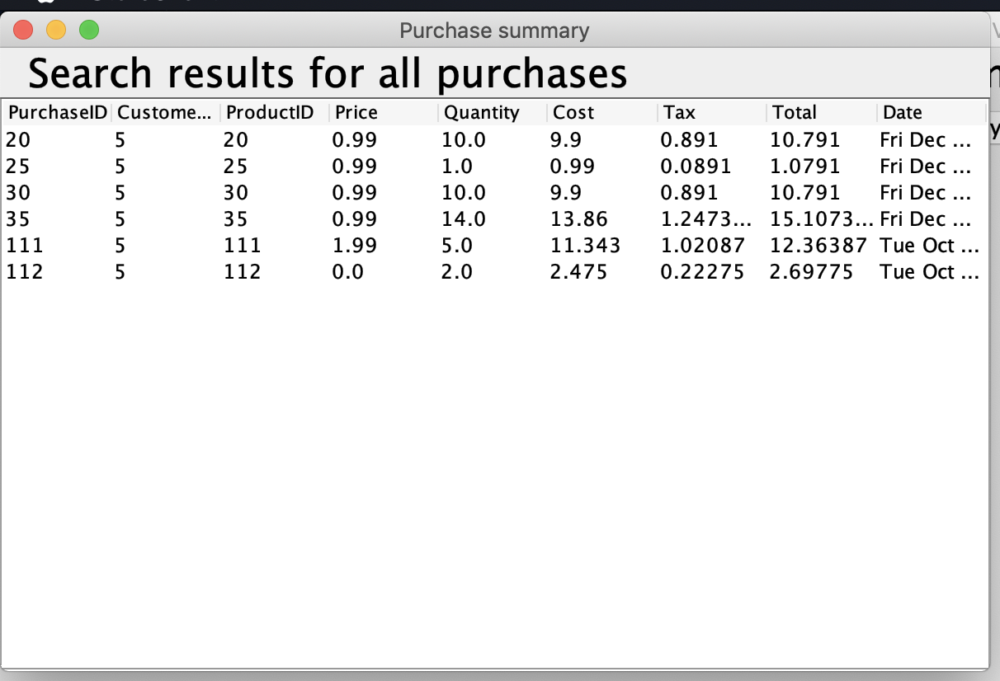 Purchase summary
Search results for all purchases
PurchaseID Custome... ProductID Price Quantity Cost Tax Total Date
20 5 20 0.99 10.0 9.9 0.891 10.791 Fri Dec ...
25 5 25 0.99 1.0 0.99 0.0891 1.0791 Fri Dec ...
30 5 30 0.99 10.0 9.9 0.891 10.791 Fri Dec ...
35 5 35 0.99 14.0 13.86 1.2473... 15.1073... Fri Dec ...
111 5 111 1.99 5.0 11.343 1.02087 12.36387 Tue Oct ...
112 5 112 0.0 2.0 2.475 0.22275 2.69775 Tue Oct ...